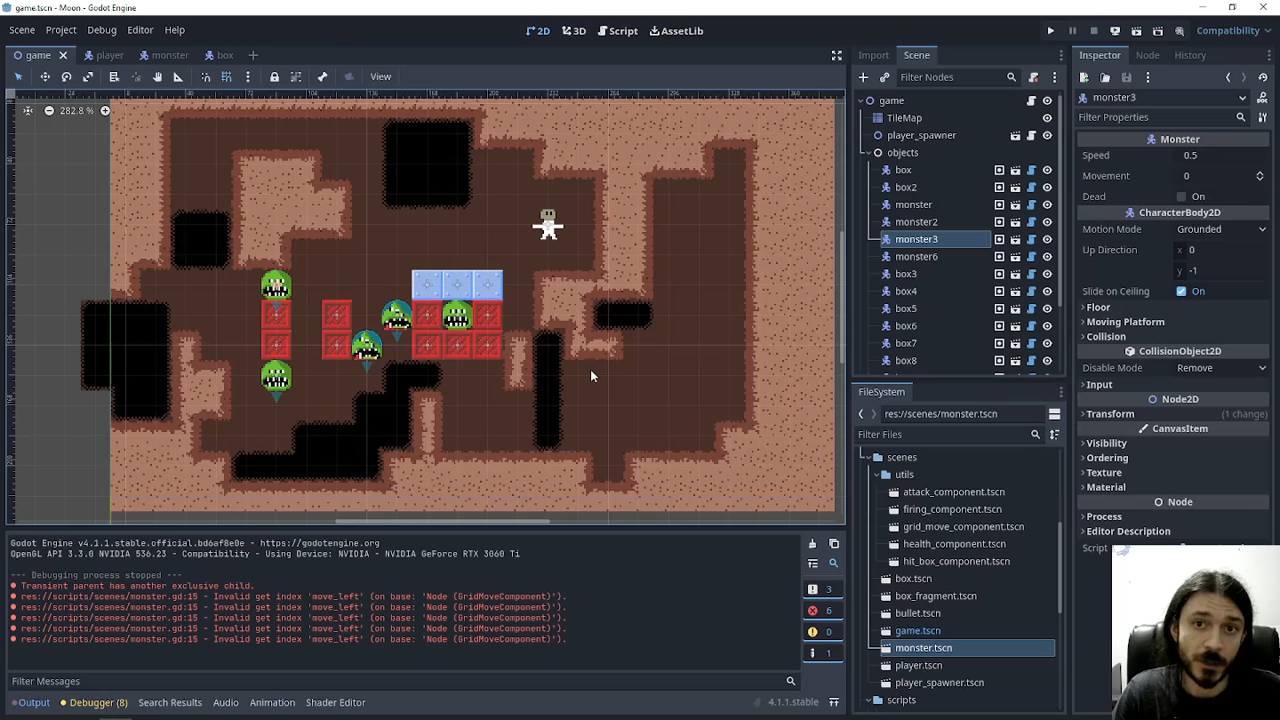 game.tscn - Moon - Godot Engine
Scene Project Debug Editor Help
2D 3D Script AssetLib
Compatibility
game player monster box
View
282.8 %
Import Scene
Filter Nodes
game
TileMap
player_spawner
objects
box
box2
monster
monster2
monster3
monster6
box3
box4
box5
box6
box7
box8
FileSystem
res://scenes/monster.tscn
Filter Files
scenes
utils
attack_component.tscn
firing_component.tscn
grid_move_component.tscn
health_component.tscn
hit_box_component.tscn
box.tscn
box_fragment.tscn
bullet.tscn
game.tscn
monster.tscn
player.tscn
player_spawner.tscn
scripts
Inspector Node History
monster3
Filter Properties
Monster
Speed 0.5
Movement 0
Dead On
CharacterBody2D
Motion Mode Grounded
Up Direction x 0
y -1
Slide on Ceiling On
Floor
Moving Platform
Collision
CollisionObject2D
Disable Mode Remove
Input
Node2D
Transform (1 change)
CanvasItem
Visibility
Ordering
Texture
Material
Node
Process
Editor Description
Script
Godot Engine v4.1.1.stable.official.bd6af8e0e - https://godotengine.org
OpenGL API 3.3.0 NVIDIA 536.23 - Compatibility - Using Device: NVIDIA - NVIDIA GeForce RTX 3060 Ti
--- Debugging process stopped ---
Transient parent has another exclusive child.
res://scripts/scenes/monster.gd:15 - Invalid get index 'move_left' (on base: 'Node (GridMoveComponent)').
res://scripts/scenes/monster.gd:15 - Invalid get index 'move_left' (on base: 'Node (GridMoveComponent)').
res://scripts/scenes/monster.gd:15 - Invalid get index 'move_left' (on base: 'Node (GridMoveComponent)').
res://scripts/scenes/monster.gd:15 - Invalid get index 'move_left' (on base: 'Node (GridMoveComponent)').
res://scripts/scenes/monster.gd:15 - Invalid get index 'move_left' (on base: 'Node (GridMoveComponent)').
3
6
0
1
Filter Messages
Output Debugger (8) Search Results Audio Animation Shader Editor 4.1.1.stable